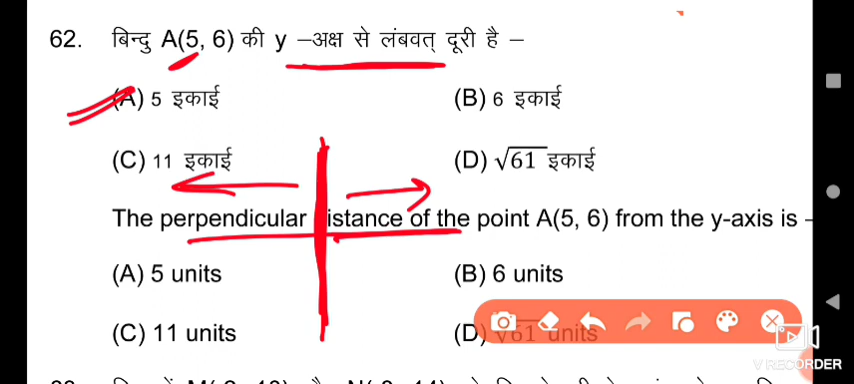 62. बिन्दु A(5, 6) की y –अक्ष से लंबवत् दूरी है –
(A) 5 इकाई (B) 6 इकाई
(C) 11 इकाई (D) √61 इकाई
The perpendicular istance of the point A(5, 6) from the y-axis is -
(A) 5 units (B) 6 units
(C) 11 units (D) √61 units
V RECORDER